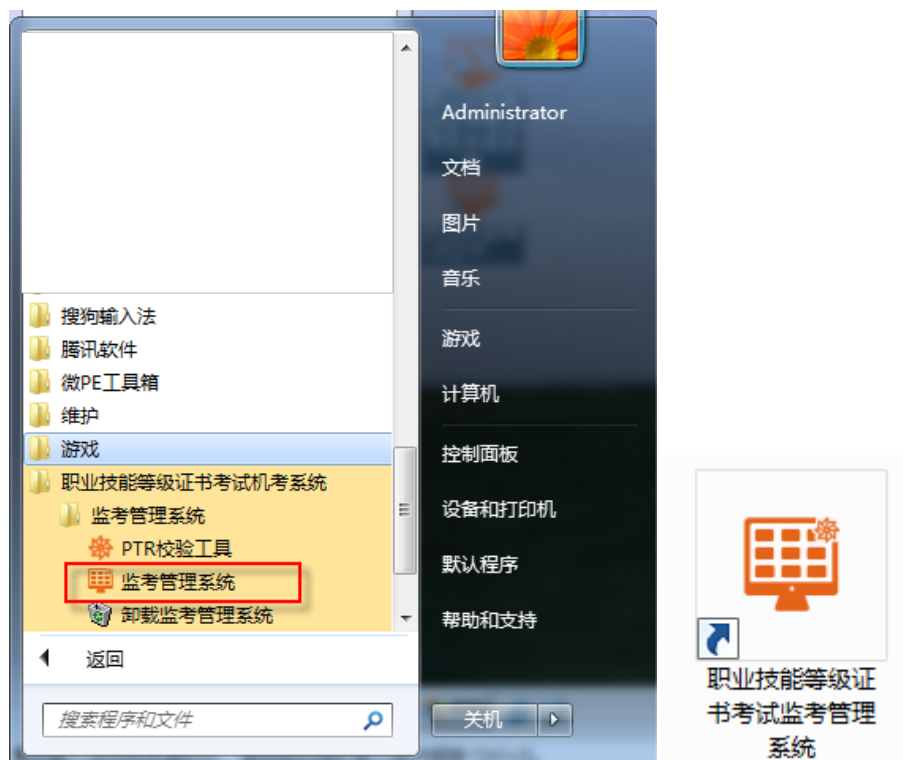 搜狗输入法
腾讯软件
微PE工具箱
维护
游戏
职业技能等级证书考试机考系统
监考管理系统
PTR校验工具
监考管理系统
卸载监考管理系统
返回
搜索程序和文件
Administrator
文档
图片
音乐
游戏
计算机
控制面板
设备和打印机
默认程序
帮助和支持
关机
职业技能等级证
书考试监考管理
系统